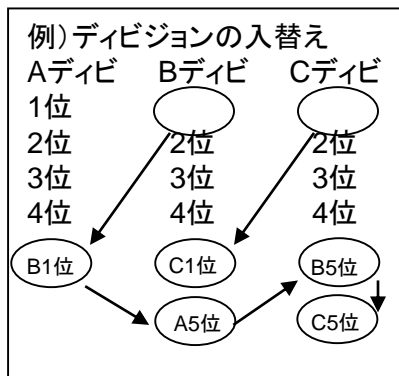 例)ディビジョンの入替え
Aディビ Bディビ Cディビ
1位
2位 2位 2位
3位 3位 3位
4位 4位 4位
B1位 C1位 B5位
A5位 C5位